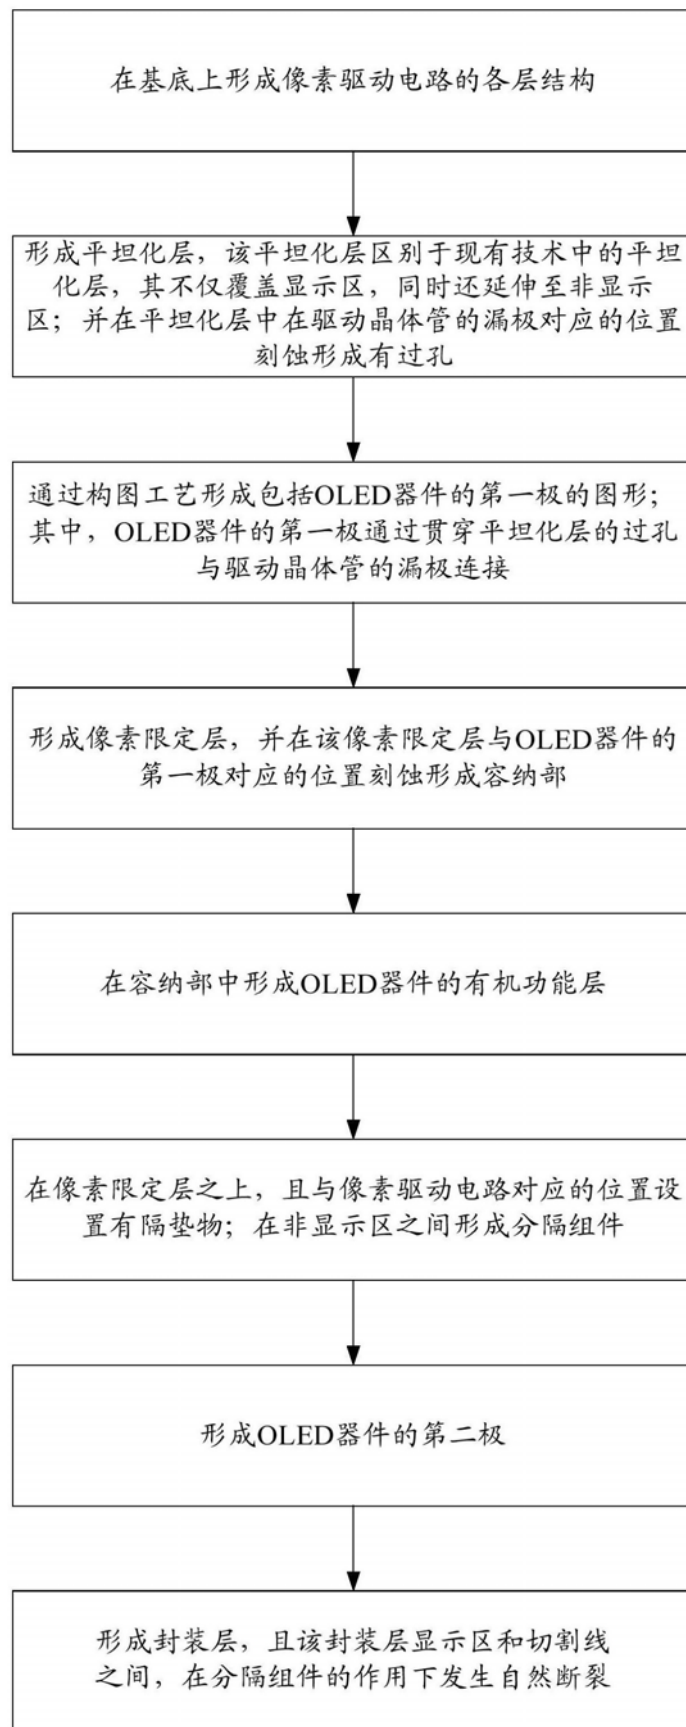 在基底上形成像素驱动电路的各层结构
形成平坦化层，该平坦化层区别于现有技术中的平坦
化层，其不仅覆盖显示区，同时还延伸至非显示
区；并在平坦化层中在驱动晶体管的漏极对应的位置
刻蚀形成有过孔
通过构图工艺形成包括OLED器件的第一极的图形；
其中，OLED器件的第一极通过贯穿平坦化层的过孔
与驱动晶体管的漏极连接
形成像素限定层，并在该像素限定层与OLED器件的
第一极对应的位置刻蚀形成容纳部
在容纳部中形成OLED器件的有机功能层
在像素限定层之上，且与像素驱动电路对应的位置设
置有隔垫物；在非显示区之间形成分隔组件
形成OLED器件的第二极
形成封装层，且该封装层显示区和切割线
之间，在分隔组件的作用下发生自然断裂